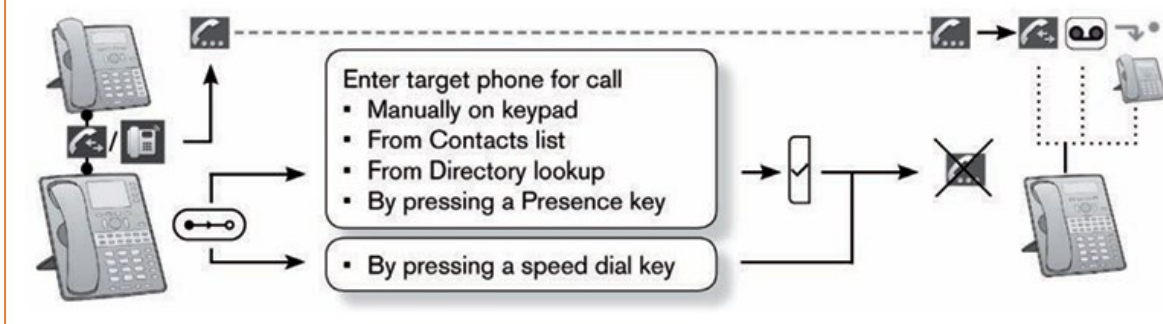 Enter target phone for call
▪ Manually on keypad
▪ From Contacts list
▪ From Directory lookup
▪ By pressing a Presence key
▪ By pressing a speed dial key